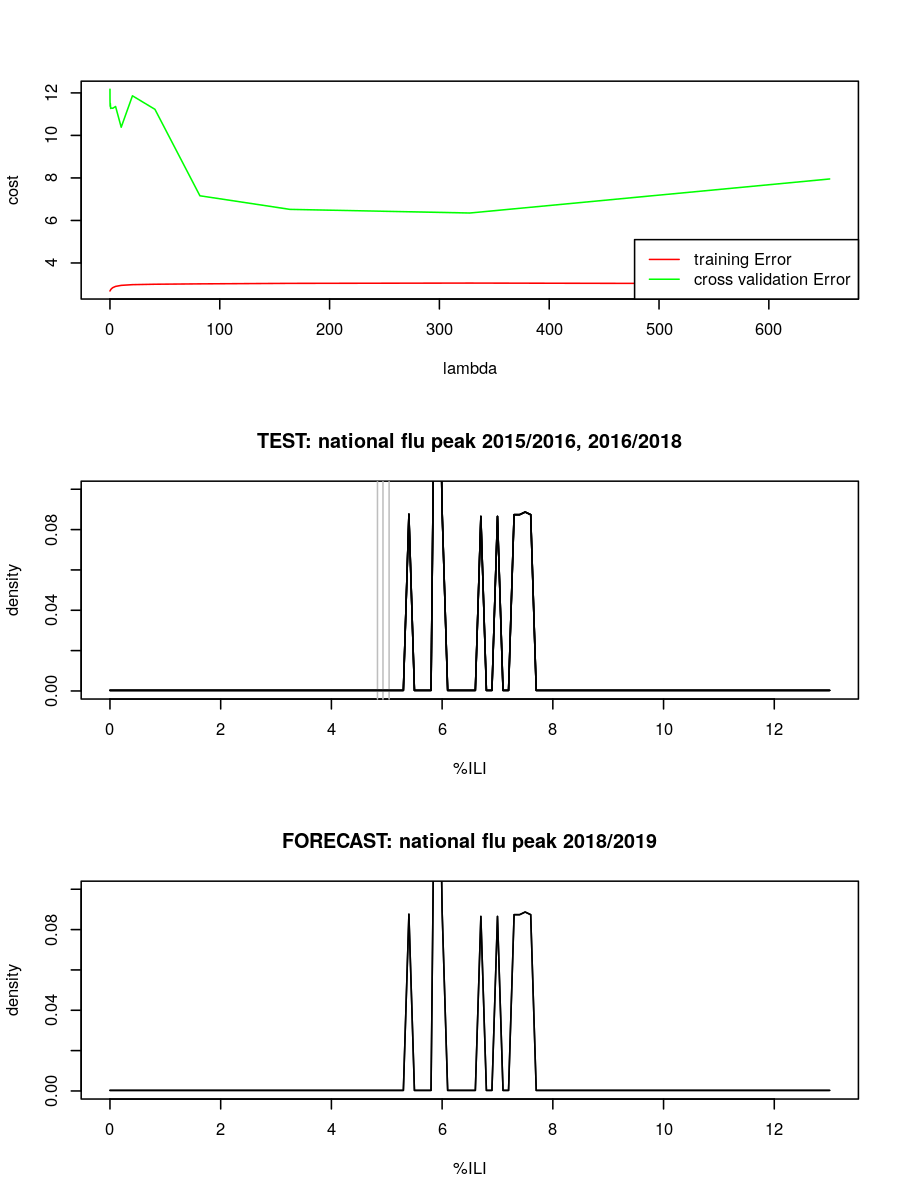 cost
12
10
8
6
4
training Error
cross validation Error
0 100 200 300 400 500 600
lambda
TEST: national flu peak 2015/2016, 2016/2018
density
0.08
0.04
0.00
0 2 4 6 8 10 12
%ILI
FORECAST: national flu peak 2018/2019
density
0.08
0.04
0.00
0 2 4 6 8 10 12
%ILI